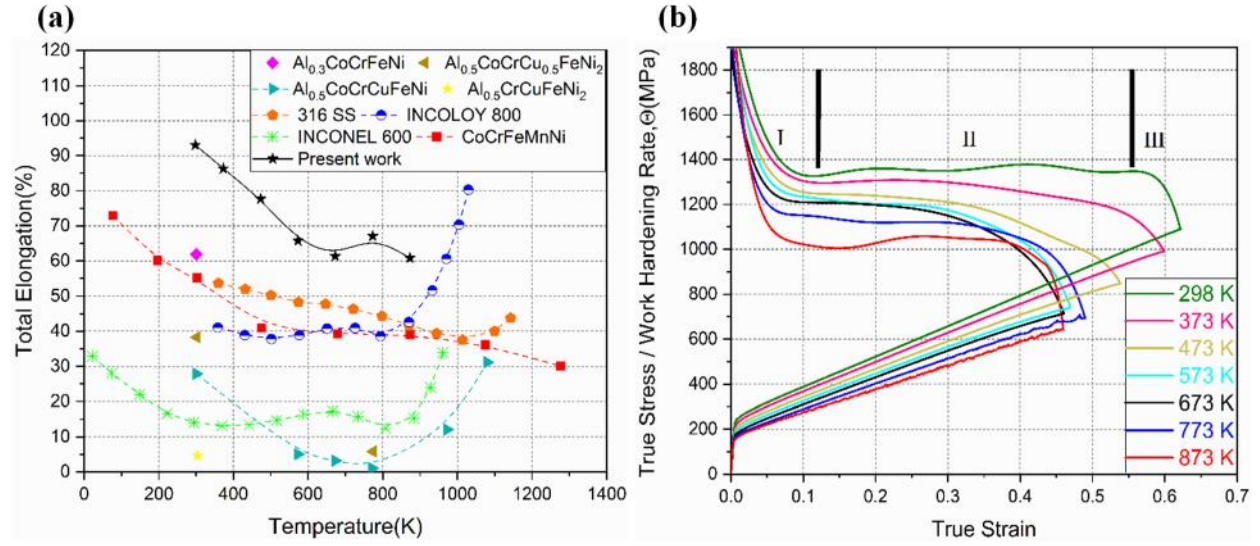 (a)
(b)
Total Elongation(%)
120
110
100
90
80
70
60
50
40
30
20
10
0
Al0.3CoCrFeNi Al0.5CoCrCu0.5FeNi2
Al0.5CoCrCuFeNi Al0.5CrCuFeNi2
316 SS INCOLOY 800
INCONEL 600 CoCrFeMnNi
Present work
0 200 400 600 800 1000 1200 1400
Temperature(K)
True Stress / Work Hardening Rate,Θ(MPa)
1800
1600
1400
1200
1000
800
600
400
200
0
I II III
298 K
373 K
473 K
573 K
673 K
773 K
873 K
0.0 0.1 0.2 0.3 0.4 0.5 0.6 0.7
True Strain